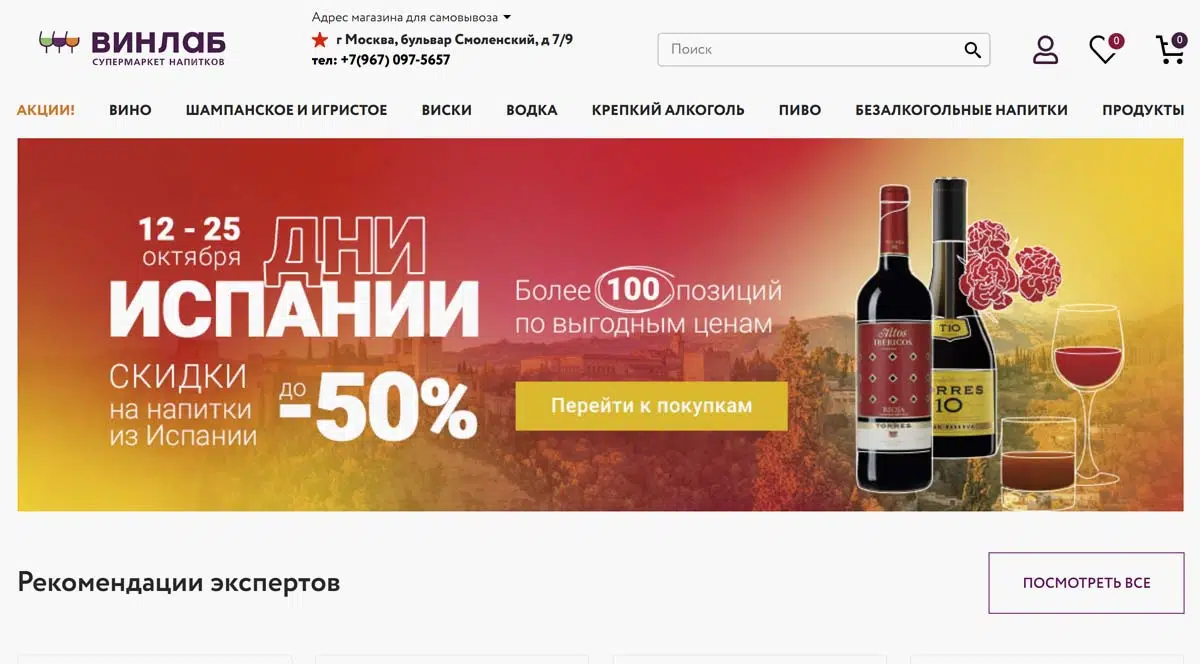 ВИНЛАБ
СУПЕРМАРКЕТ НАПИТКОВ
Адрес магазина для самовывоза
г Москва, бульвар Смоленский, д 7/9
тел: +7(967) 097-5657
Поиск
0
0
АКЦИИ! ВИНО ШАМПАНСКОЕ И ИГРИСТОЕ ВИСКИ ВОДКА КРЕПКИЙ АЛКОГОЛЬ ПИВО БЕЗАЛКОГОЛЬНЫЕ НАПИТКИ ПРОДУКТЫ
12 - 25
октября
ДНИ
ИСПАНИИ
СКИДКИ
на напитки
из Испании
до
-50%
Более 100 позиций
по выгодным ценам
Перейти к покупкам
Altos
IBERICOS
RIOJA
TORRES
T10
ORRES
10
Рекомендации экспертов
ПОСМОТРЕТЬ ВСЕ